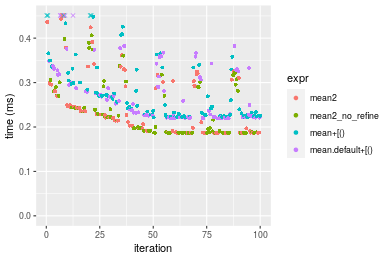 time (ms)
0.4
0.3
0.2
0.1
0.0
0
25
50
75
100
iteration
expr
mean2
mean2_no_refine
mean+[()
mean.default+[()